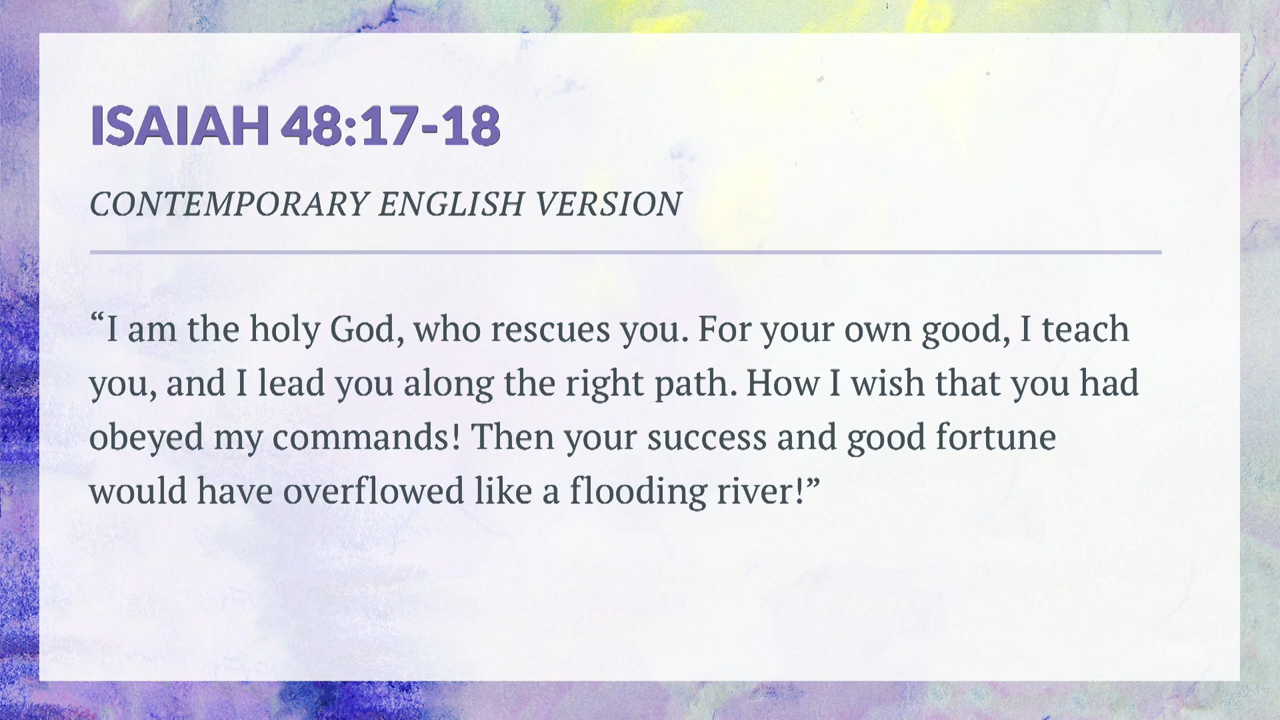 ISAIAH 48:17-18
CONTEMPORARY ENGLISH VERSION
“I am the holy God, who rescues you. For your own good, I teach
you, and I lead you along the right path. How I wish that you had
obeyed my commands! Then your success and good fortune
would have overflowed like a flooding river!”